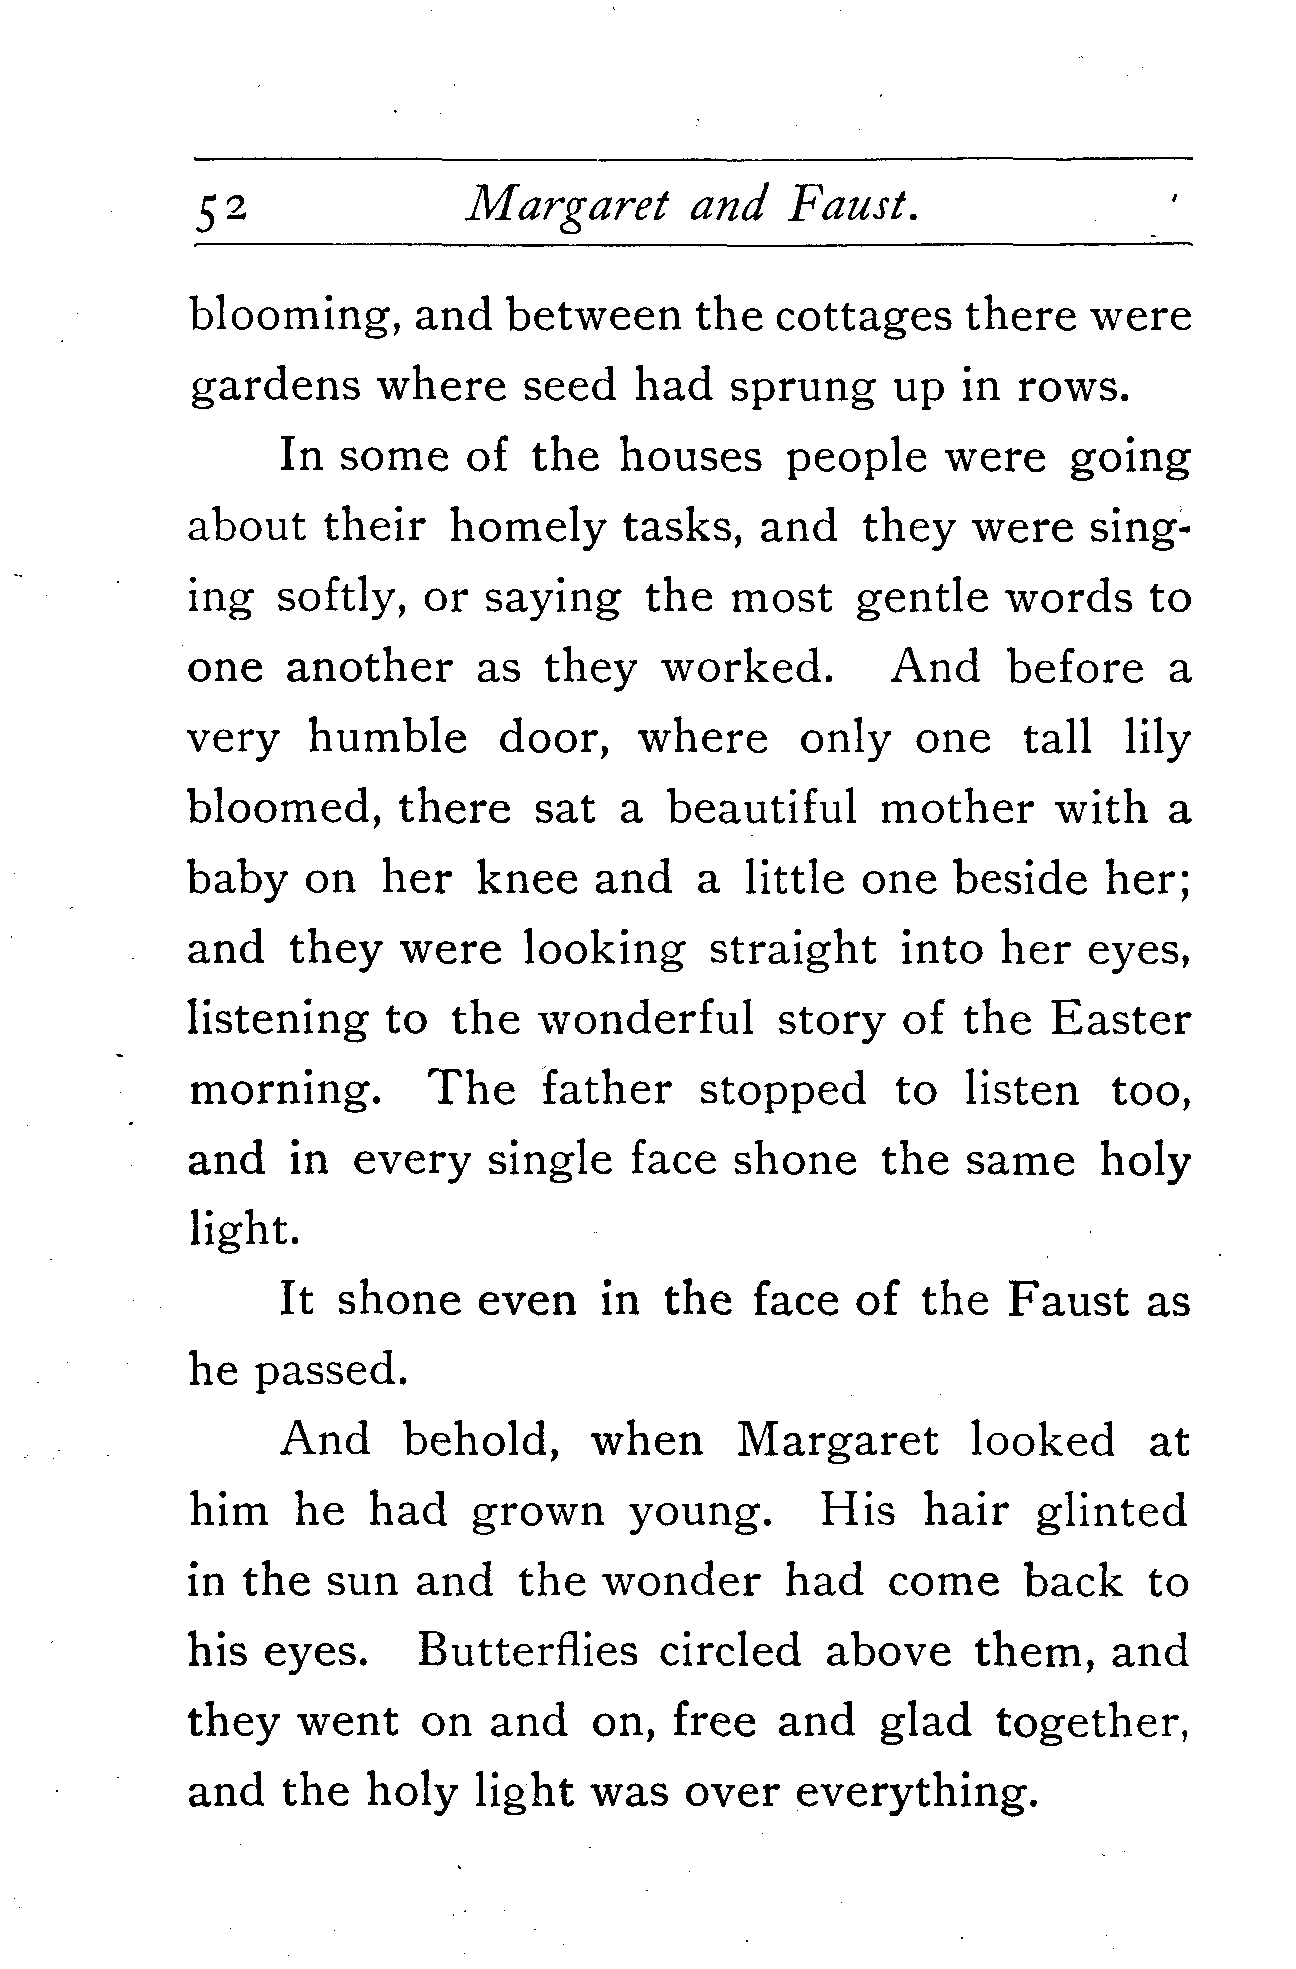 52 Margaret and Faust.
blooming, and between the cottages there were
gardens where seed had sprung up in rows.
In some of the houses people were going
about their homely tasks, and they were sing-
ing softly, or saying the most gentle words to
one another as they worked. And before a
very humble door, where only one tall lily
bloomed, there sat a beautiful mother with a
baby on her knee and a little one beside her;
and they were looking straight into her eyes,
listening to the wonderful story of the Easter
morning. The father stopped to listen too,
and in every single face shone the same holy
light.
It shone even in the face of the Faust as
he passed.
And behold, when Margaret looked at
him he had grown young. His hair glinted
in the sun and the wonder had come back to
his eyes. Butterflies circled above them, and
they went on and on, free and glad together,
and the holy light was over everything.